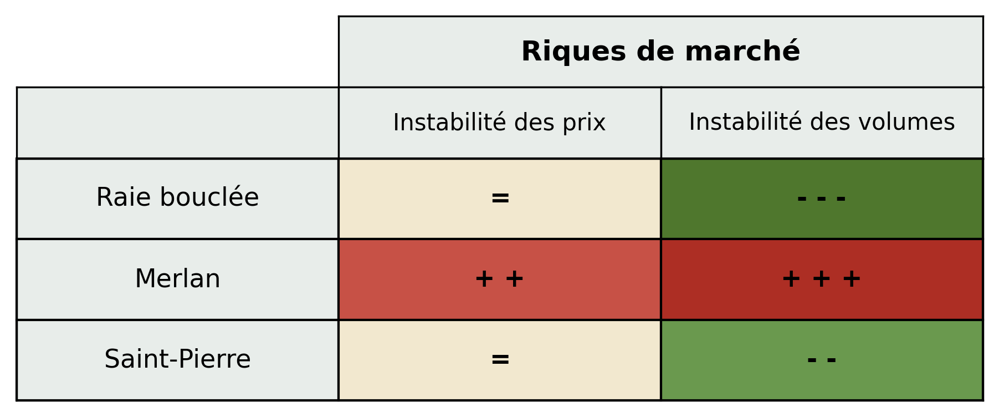 Riques de marché
Instabilité des prix Instabilité des volumes
Raie bouclée = - - -
Merlan + + + + +
Saint-Pierre = - -